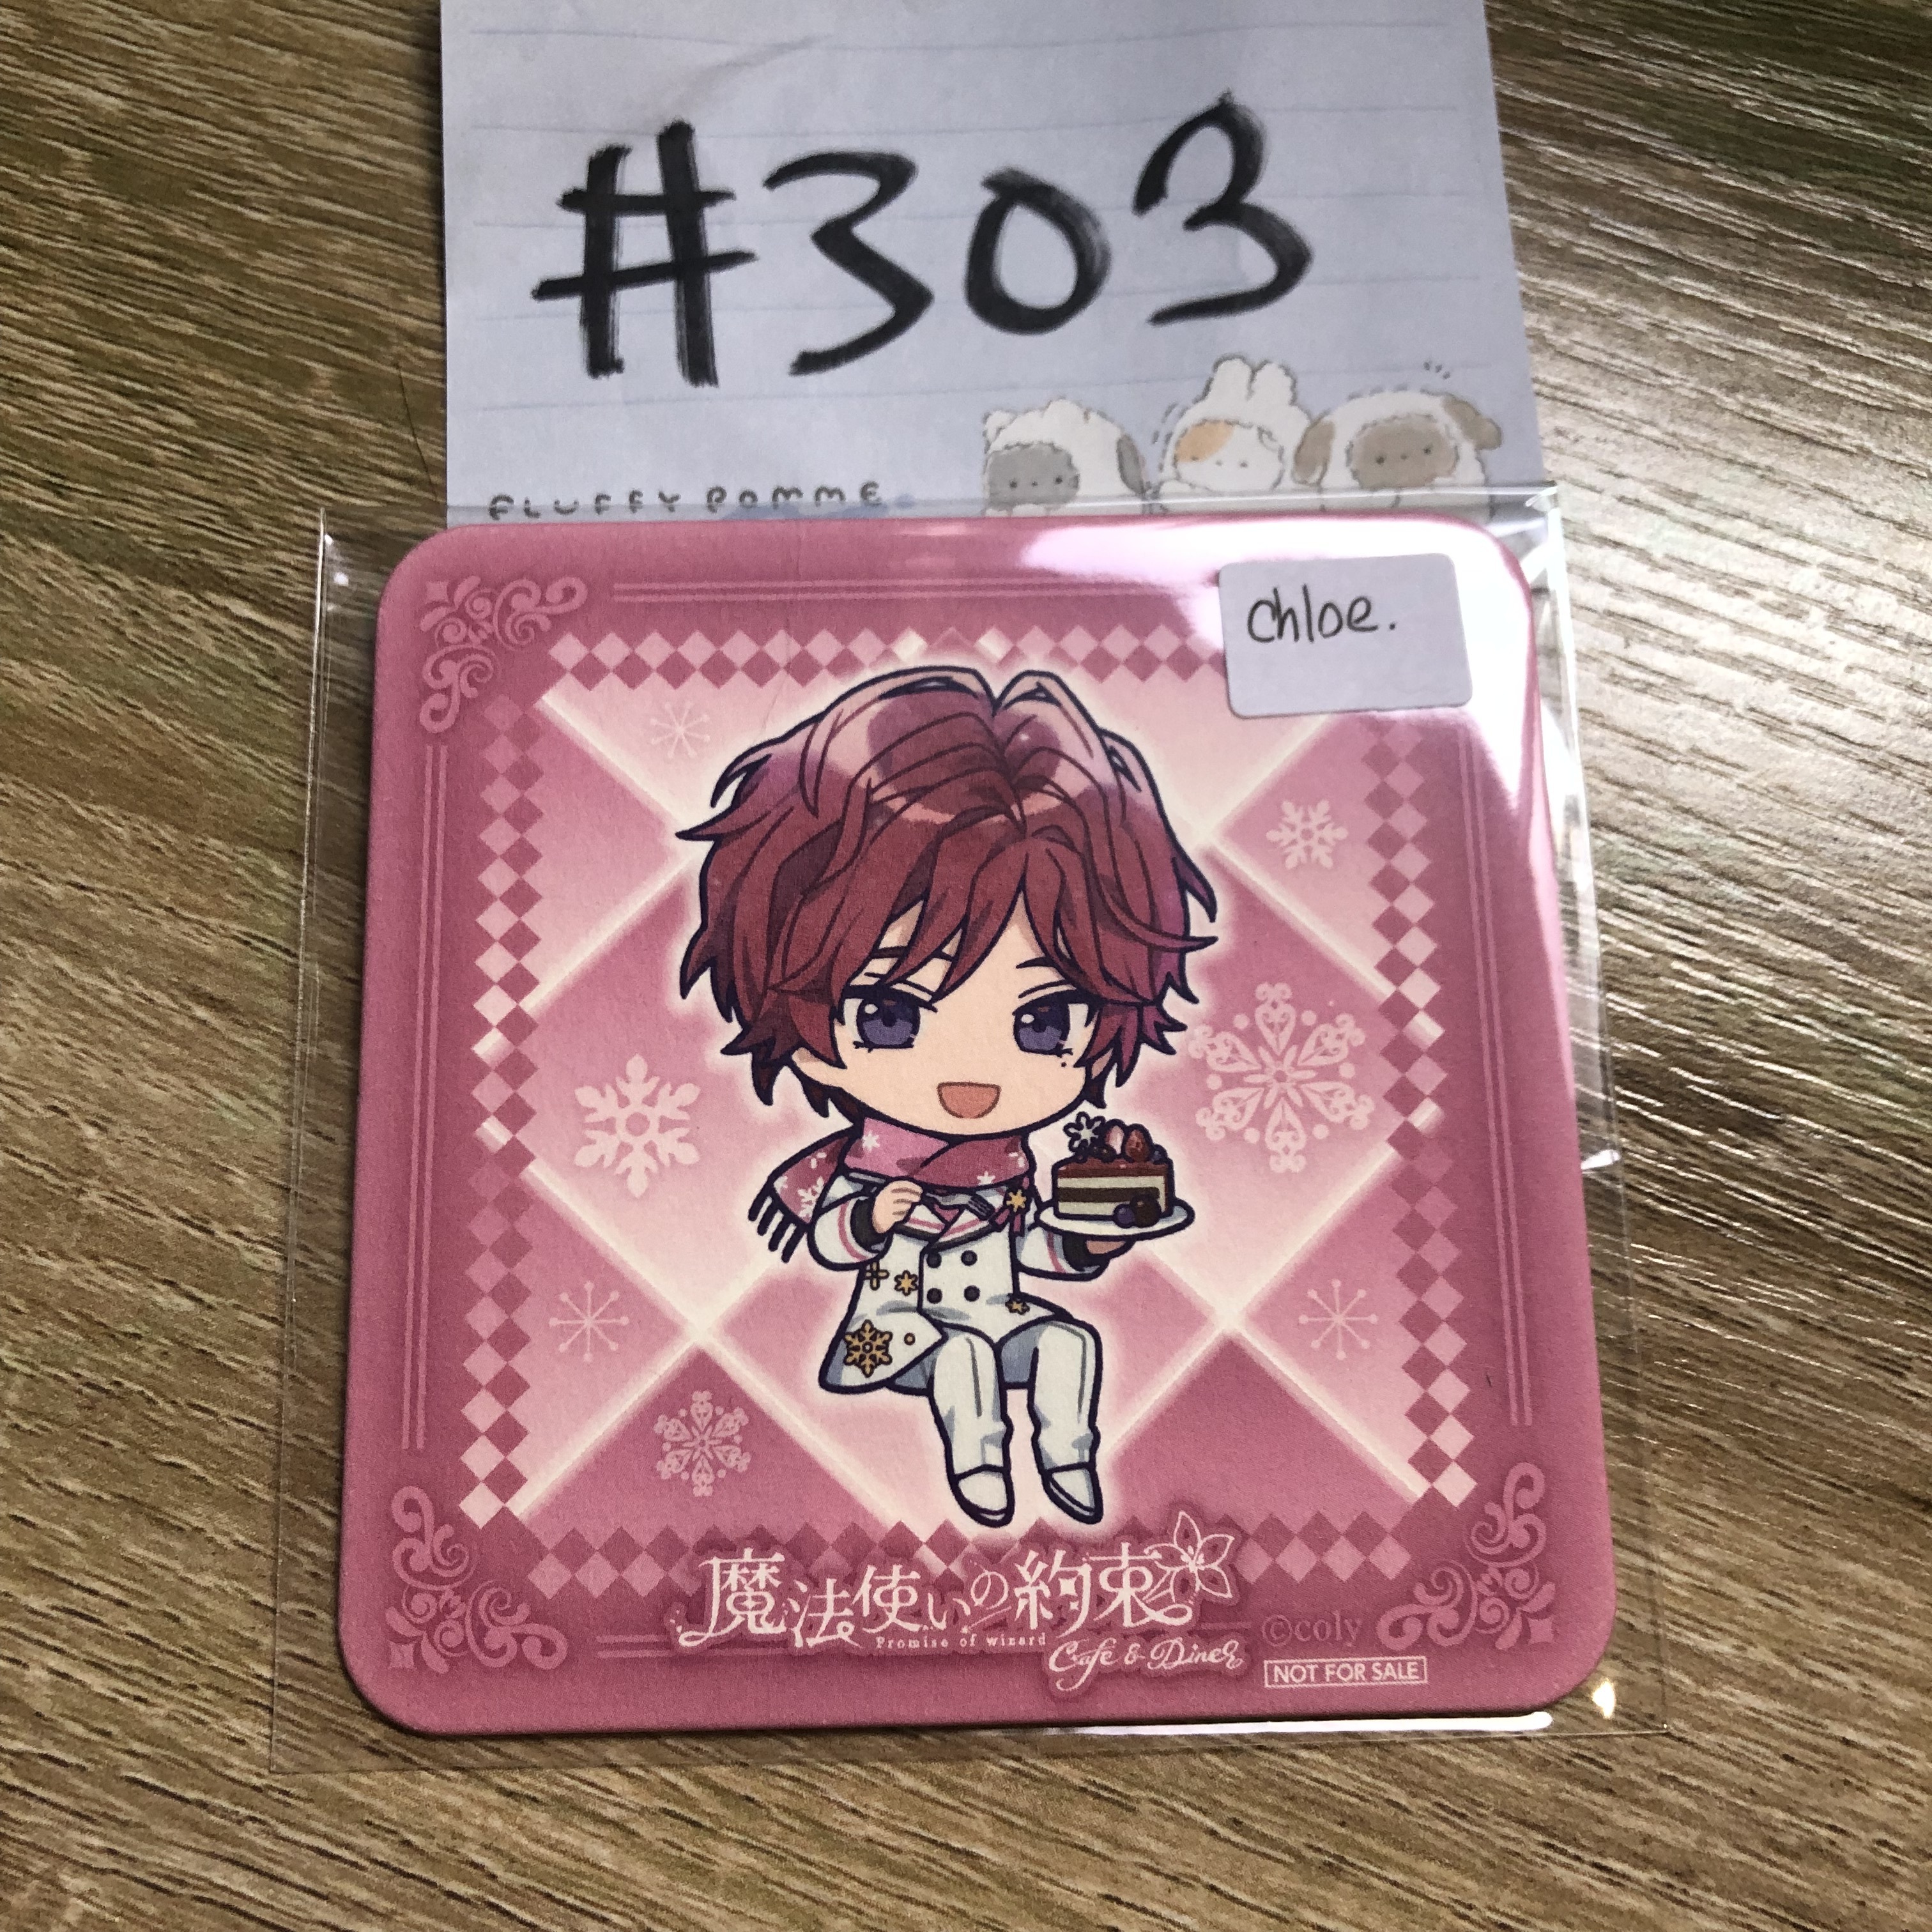 #303
FLUFFY POMME
chloe.
魔法使いの約束
Promise of wizard
Cafe & Diner
©coly
NOT FOR SALE